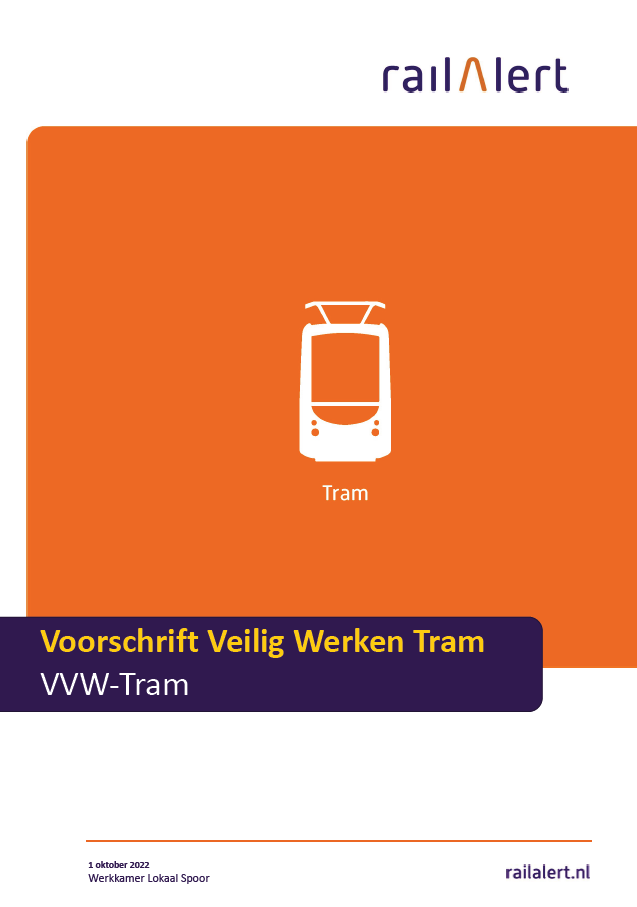 railAlert
Tram
Voorschrift Veilig Werken Tram
VVW-Tram
1 oktober 2022
Werkkamer Lokaal Spoor
railalert.nl